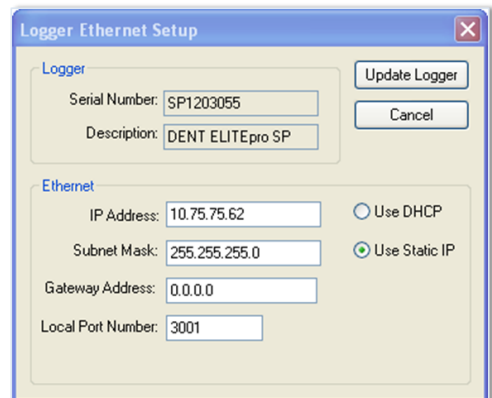 Logger Ethernet Setup
Logger
Serial Number: SP1203055
Description: DENT ELITEpro SP
Update Logger
Cancel
Ethernet
IP Address: 10.75.75.62
Use DHCP
Subnet Mask: 255.255.255.0
Use Static IP
Gateway Address: 0.0.0.0
Local Port Number: 3001